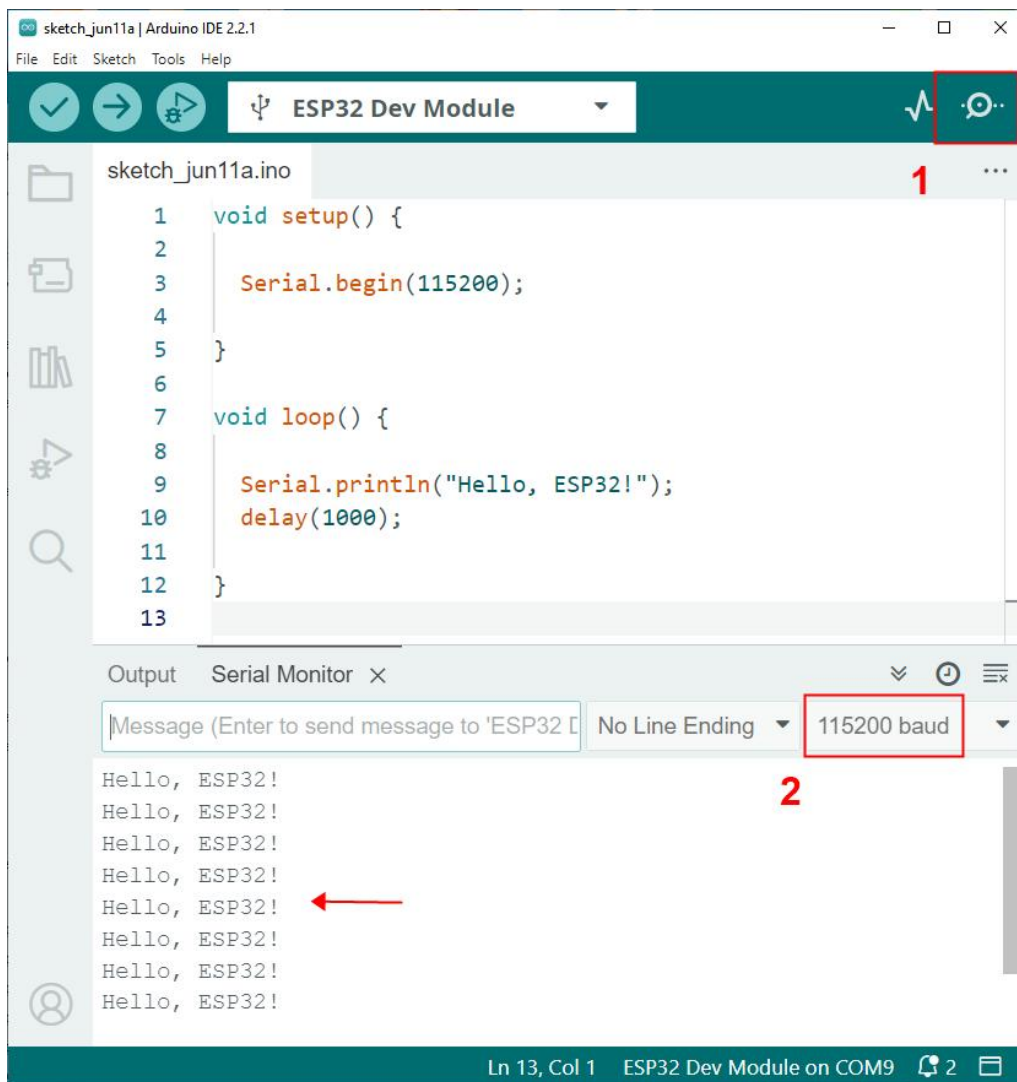 sketch_jun11a | Arduino IDE 2.2.1
File Edit Sketch Tools Help
ESP32 Dev Module
sketch_jun11a.ino
1
1 void setup() {
2
3 Serial.begin(115200);
4
5 }
6
7 void loop() {
8
9 Serial.println("Hello, ESP32!");
10 delay(1000);
11
12 }
13
Output Serial Monitor
Message (Enter to send message to 'ESP32 D No Line Ending 115200 baud
2
Hello, ESP32!
Hello, ESP32!
Hello, ESP32!
Hello, ESP32!
Hello, ESP32!
Hello, ESP32!
Hello, ESP32!
Hello, ESP32!
Ln 13, Col 1 ESP32 Dev Module on COM9 2